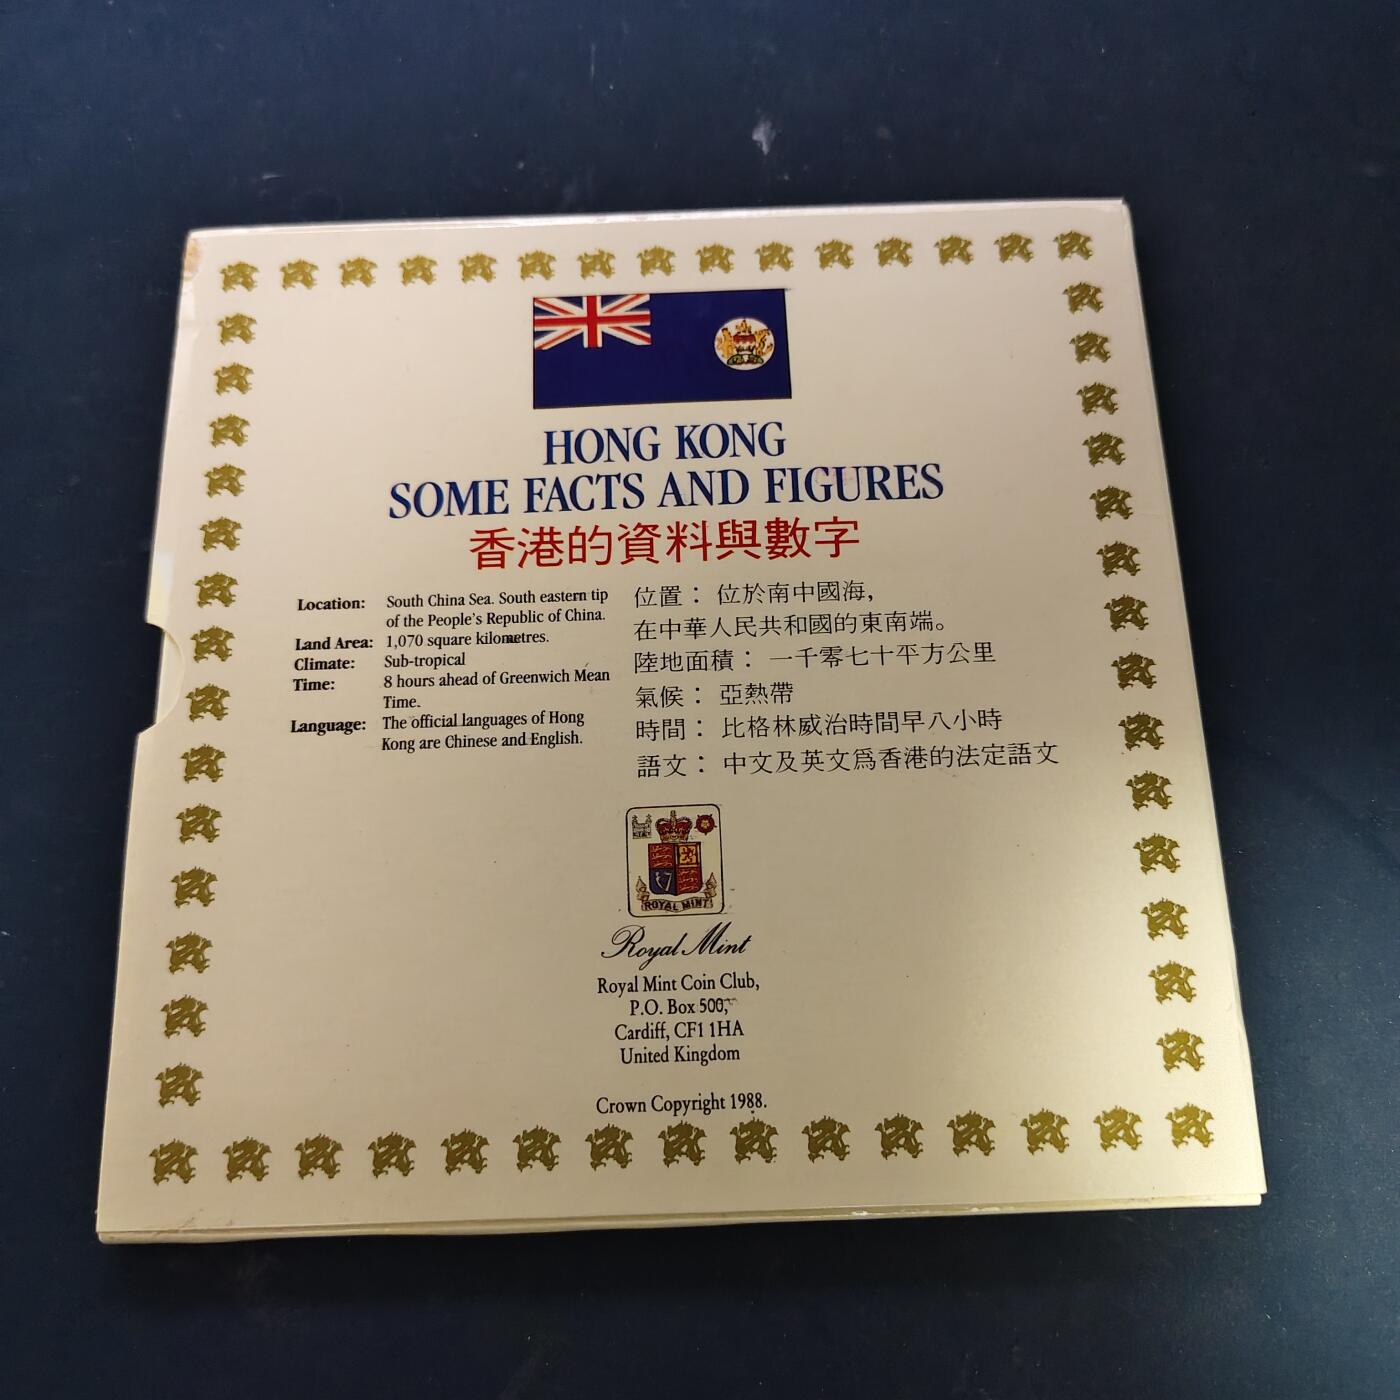 HONG KONG
SOME FACTS AND FIGURES
香港的資料與數字
Location: South China Sea. South eastern tip
of the People's Republic of China.
Land Area: 1,070 square kilometres.
Climate: Sub-tropical
Time: 8 hours ahead of Greenwich Mean
Time.
Language: The official languages of Hong
Kong are Chinese and English.
位置： 位於南中國海，
在中華人民共和國的東南端。
陸地面積： 一千零七十平方公里
氣候： 亞熱帶
時間： 比格林威治時間早八小時
語文： 中文及英文爲香港的法定語文
ROYAL MINT
Royal Mint
Royal Mint Coin Club,
P.O. Box 500,
Cardiff, CF1 1HA
United Kingdom
Crown Copyright 1988.